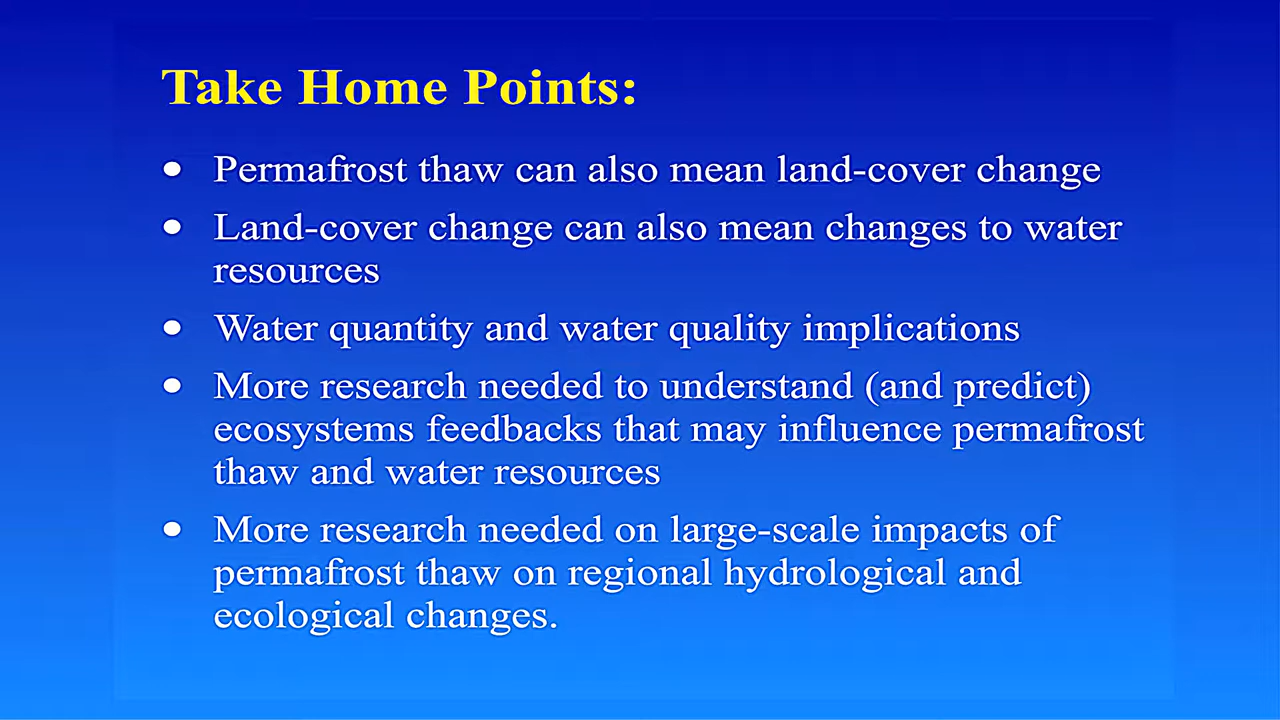 Take Home Points:
● Permafrost thaw can also mean land-cover change
● Land-cover change can also mean changes to water
resources
● Water quantity and water quality implications
● More research needed to understand (and predict)
ecosystems feedbacks that may influence permafrost
thaw and water resources
● More research needed on large-scale impacts of
permafrost thaw on regional hydrological and
ecological changes.